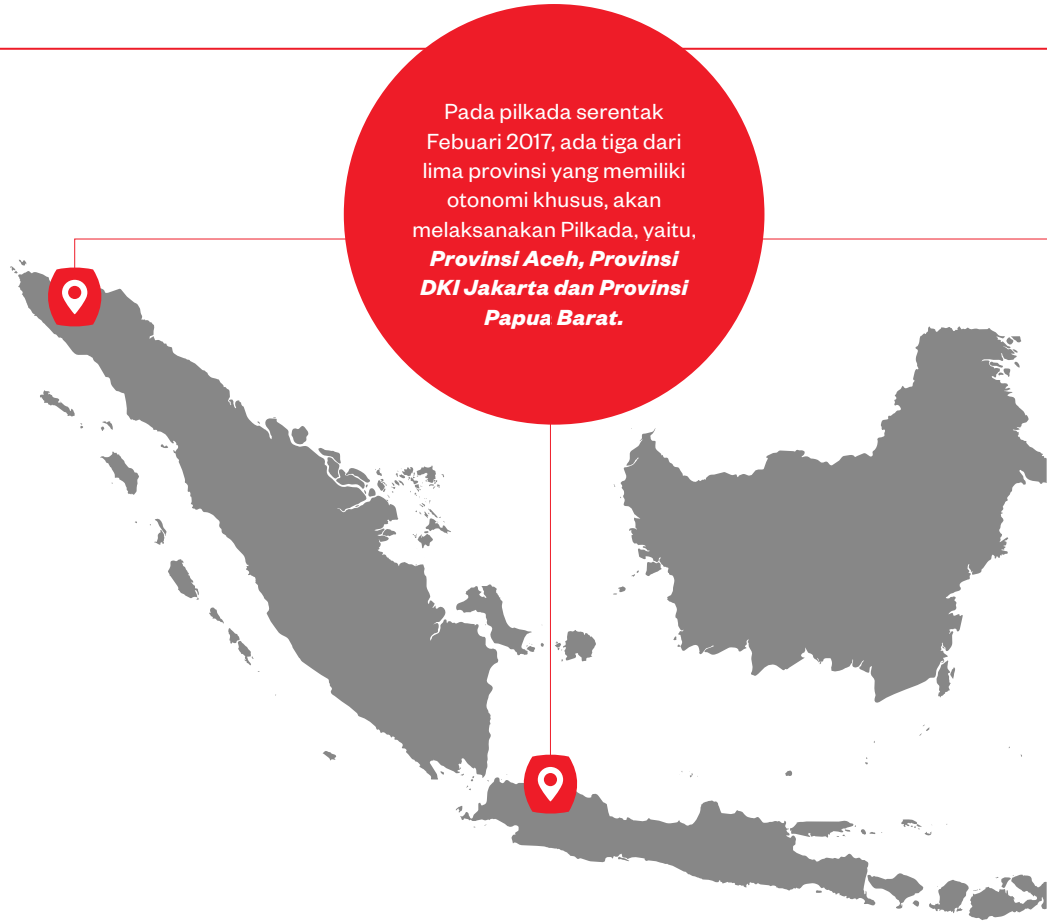 Pada pilkada serentak
Febuari 2017, ada tiga dari
lima provinsi yang memiliki
otonomi khusus, akan
melaksanakan Pilkada, yaitu,
Provinsi Aceh, Provinsi
DKI Jakarta dan Provinsi
Papua Barat.